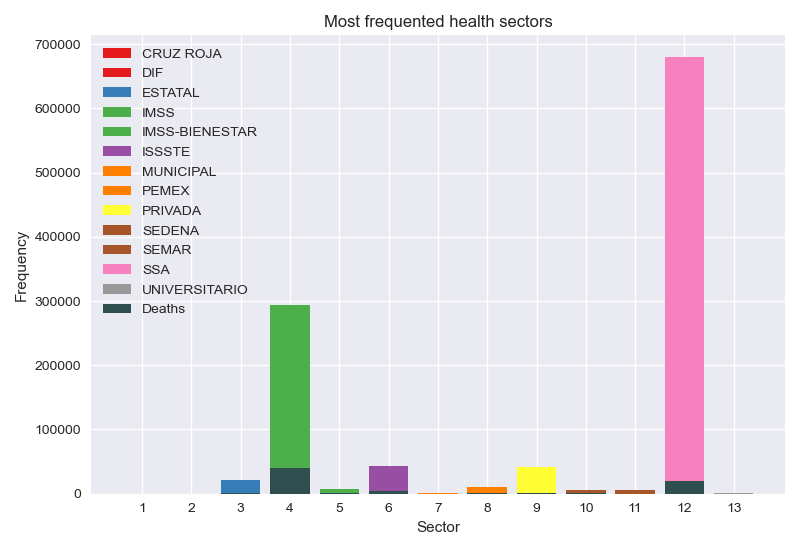 Most frequented health sectors
700000
600000
500000
400000
300000
200000
100000
0
Frequency
CRUZ ROJA
DIF
ESTATAL
IMSS
IMSS-BIENESTAR
ISSSTE
MUNICIPAL
PEMEX
PRIVADA
SEDENA
SEMAR
SSA
UNIVERSITARIO
Deaths
1 2 3 4 5 6 7 8 9 10 11 12 13
Sector